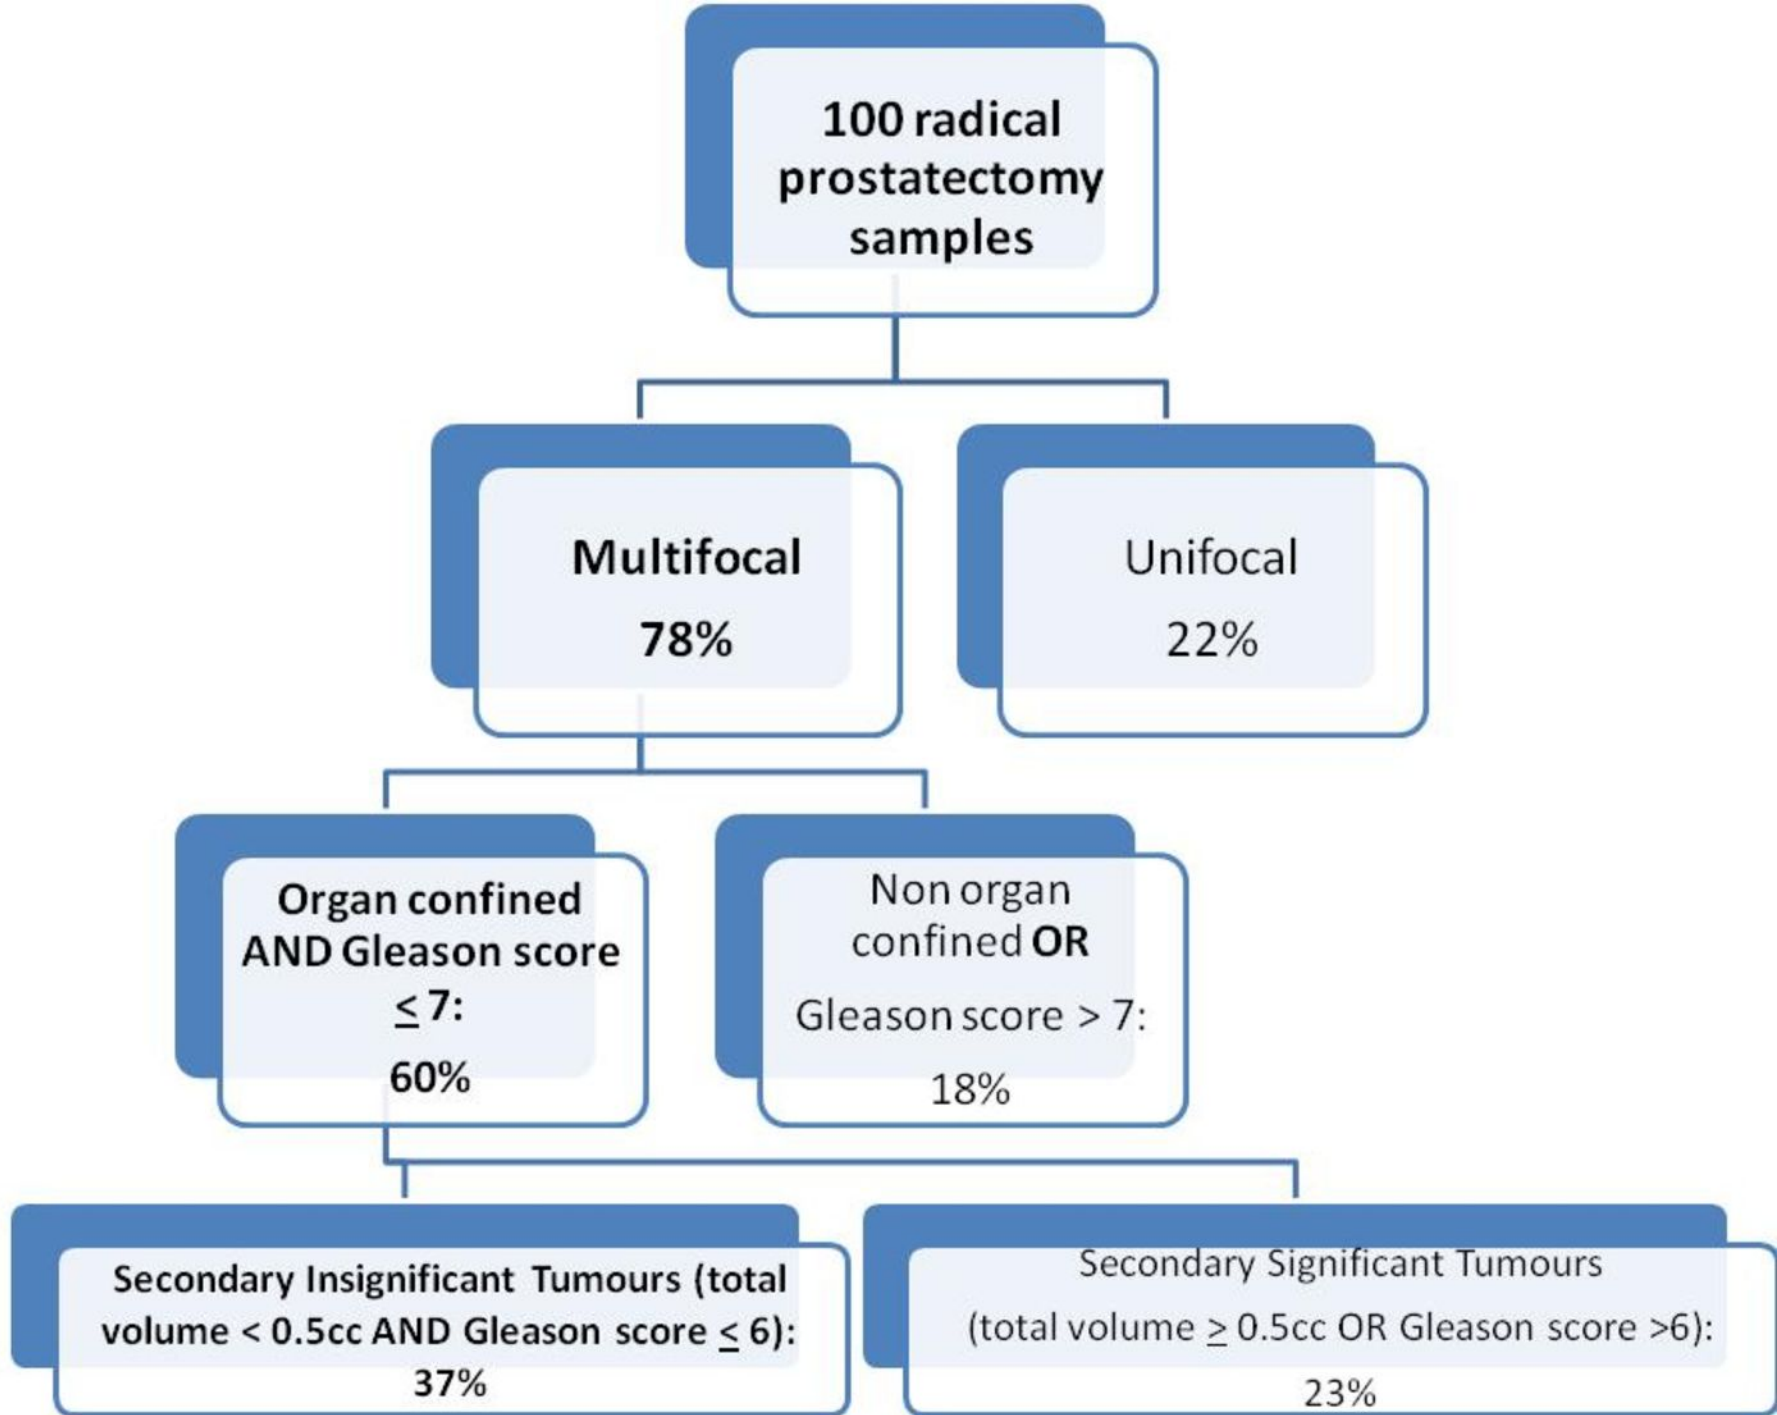 100 radical
prostatectomy
samples
Multifocal
78%
Unifocal
22%
Organ confined
AND Gleason score
≤ 7:
60%
Non organ
confined OR
Gleason score > 7:
18%
Secondary Insignificant Tumours (total
volume < 0.5cc AND Gleason score ≤ 6):
37%
Secondary Significant Tumours
(total volume ≥ 0.5cc OR Gleason score >6):
23%